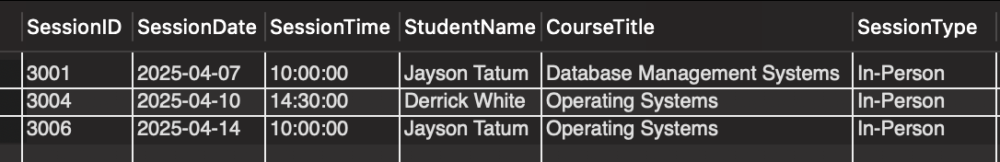 SessionID SessionDate SessionTime StudentName CourseTitle SessionType
3001 2025-04-07 10:00:00 Jayson Tatum Database Management Systems In-Person
3004 2025-04-10 14:30:00 Derrick White Operating Systems In-Person
3006 2025-04-14 10:00:00 Jayson Tatum Operating Systems In-Person